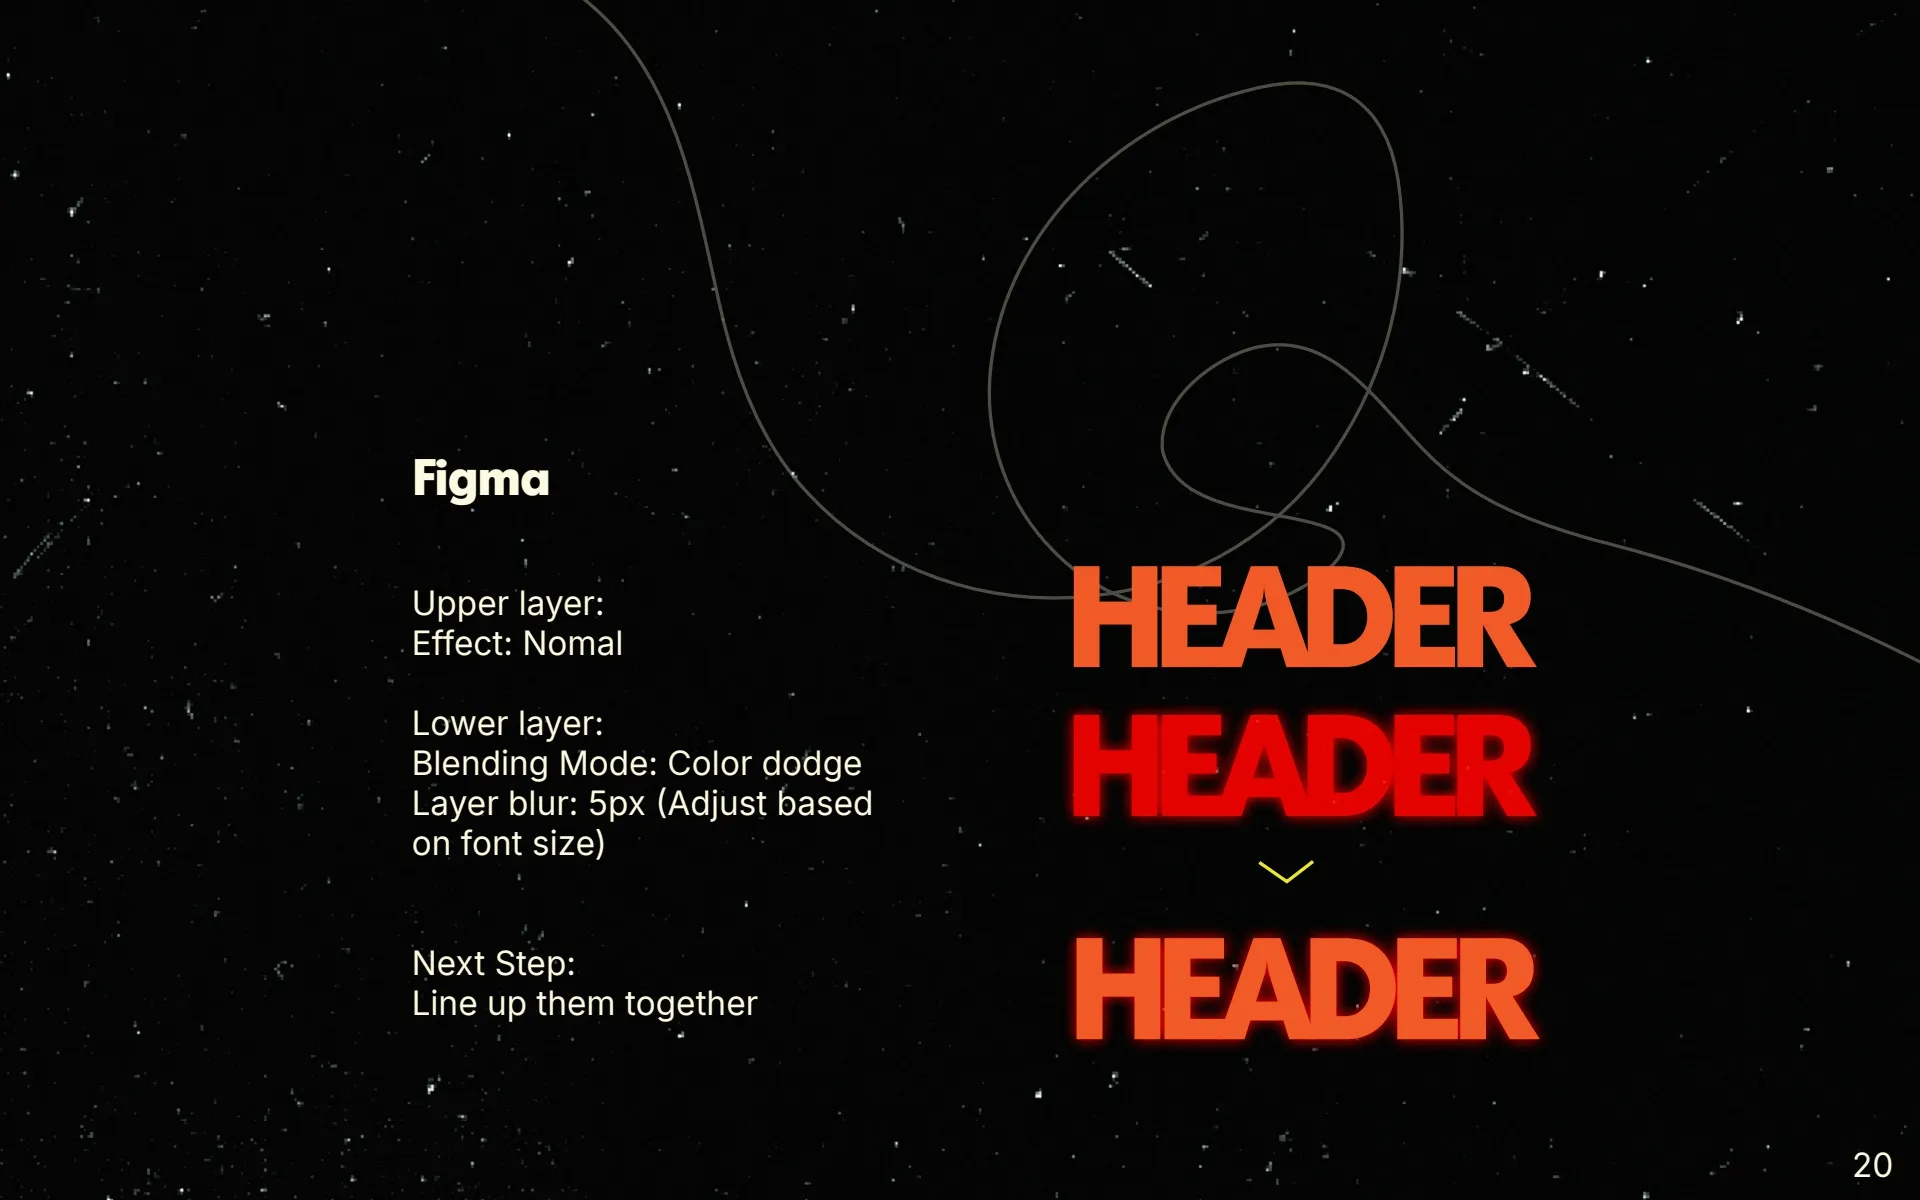 Figma
Upper layer:
Effect: Nomal
Lower layer:
Blending Mode: Color dodge
Layer blur: 5px (Adjust based
on font size)
Next Step:
Line up them together
HEADER
HEADER
HEADER
20